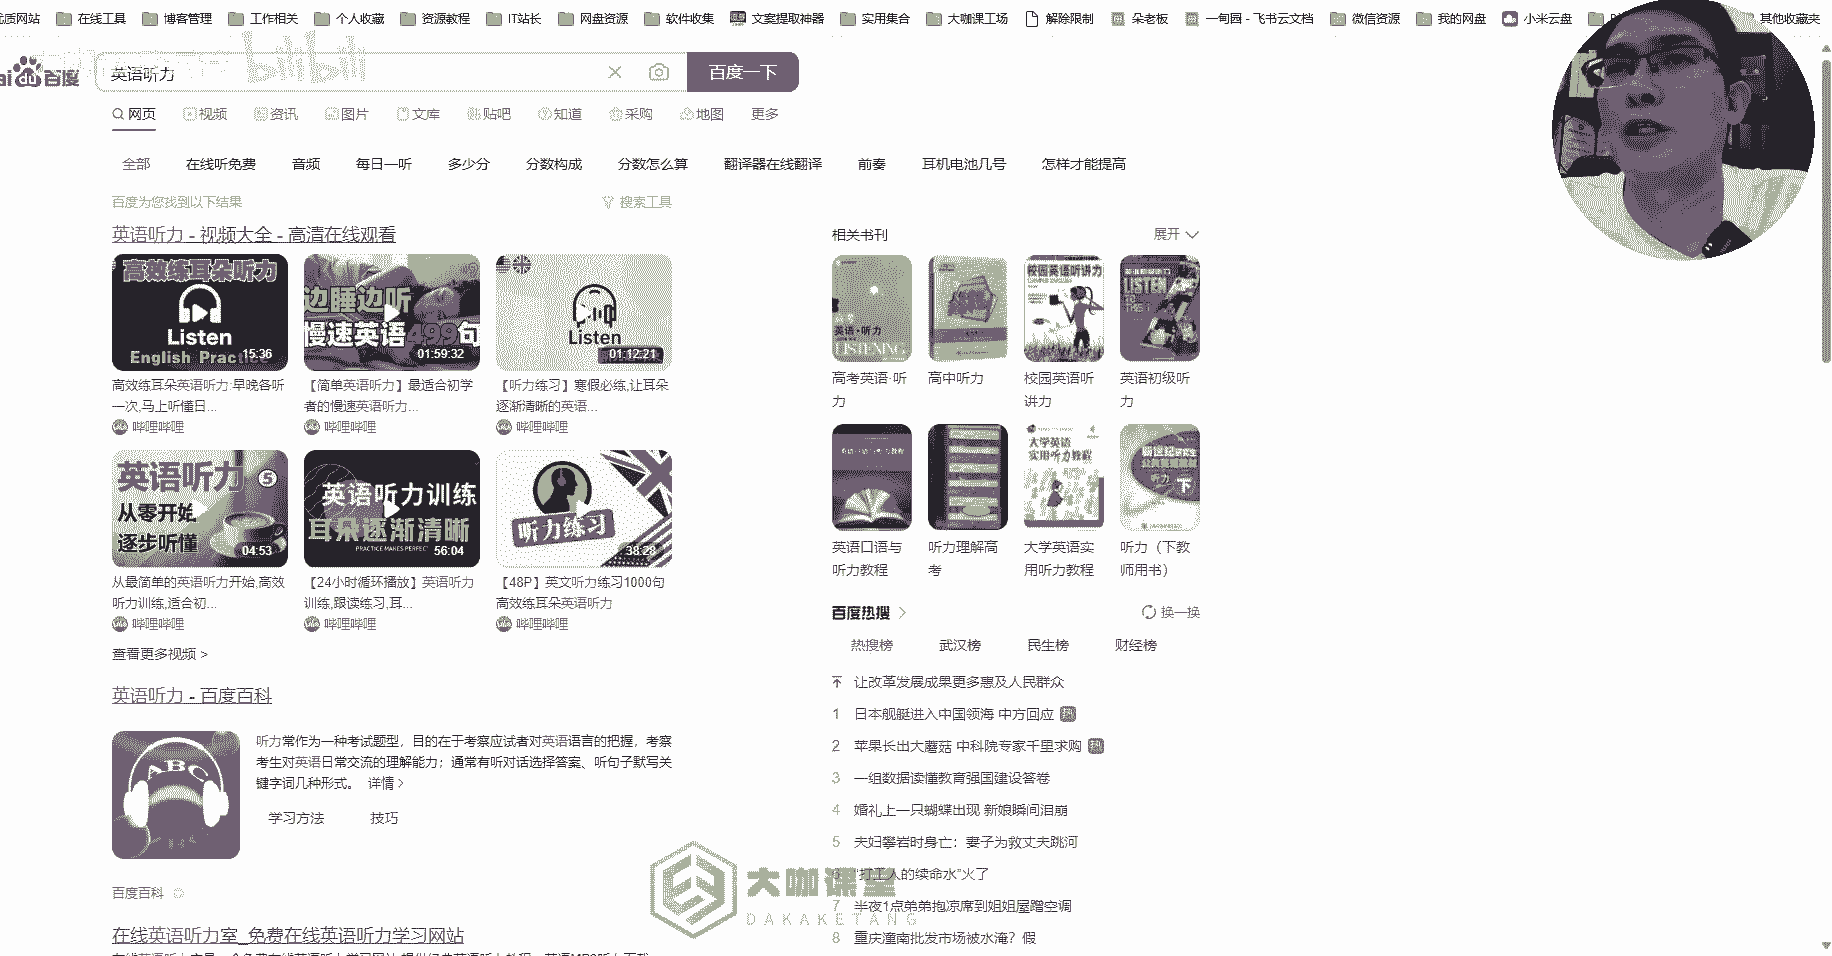 优质网站 在线工具 博客管理 工作相关 个人收藏 资源教程 IT站长 网盘资源 软件收集 文案提取神器 实用集合 大咖课工场 解除限制 朵老板 一甸园 - 飞书云文档 微信资源 我的网盘 小米云盘 其他收藏夹
bilibili
Bai du 百度 英语听力 百度一下
网页 视频 资讯 图片 文库 贴吧 知道 采购 地图 更多
全部 在线听免费 音频 每日一听 多少分 分数构成 分数怎么算 翻译器在线翻译 前奏 耳机电池几号 怎样才能提高
百度为您找到以下结果 搜索工具
英语听力 - 视频大全 - 高清在线观看
高效练耳朵听力
Listen
English Practice
15:36
边睡边听
慢速英语499句
01:59:32
Listen
01:12:21
高效练耳朵英语听力:早晚各听
一次,马上听懂日...
哔哩哔哩
【简单英语听力】最适合初学
者的慢速英语听力...
哔哩哔哩
【听力练习】寒假必练,让耳朵
逐渐清晰的英语...
哔哩哔哩
英语听力 5
从零开始
逐步听懂
04:53
英语听力训练
耳朵逐渐清晰
PRACTICE MAKES PERFECT
56:04
听力练习
38:28
从最简单的英语听力开始,高效
听力训练,适合初...
哔哩哔哩
【24小时循环播放】英语听力
训练,跟读练习,耳...
哔哩哔哩
【48P】英文听力练习1000句
高效练耳朵英语听力
哔哩哔哩
查看更多视频 >
英语听力 - 百度百科
ABC
听力常作为一种考试题型，目的在于考察应试者对英语语言的把握，考察
考生对英语日常交流的理解能力；通常有听对话选择答案、听句子默写关
键字词几种形式。 详情 >
学习方法 技巧
百度百科
在线英语听力室_免费在线英语听力学习网站
相关书刊 展开
英语·听力
LISTENING
校园英语听讲力
LISTEN
高考英语·听
力
高中听力
校园英语听
讲力
英语初级听
力
大学英语
实用听力教程
听力
下
英语口语与
听力教程
听力理解高
考
大学英语实
用听力教程
听力（下教
师用书）
百度热搜 > 换一换
热搜榜 武汉榜 民生榜 财经榜
让改革发展成果更多惠及人民群众
1 日本舰艇进入中国领海 中方回应 热
2 苹果长出大蘑菇 中科院专家千里求购 热
3 一组数据读懂教育强国建设答卷
4 婚礼上一只蝴蝶出现 新娘瞬间泪崩
5 夫妇攀岩时身亡：妻子为救丈夫跳河
6 “打工人的续命水”火了
7 半夜1点弟弟抱凉席到姐姐屋蹭空调
8 重庆潼南批发市场被水淹？假
大咖课堂
DAKAKETANG